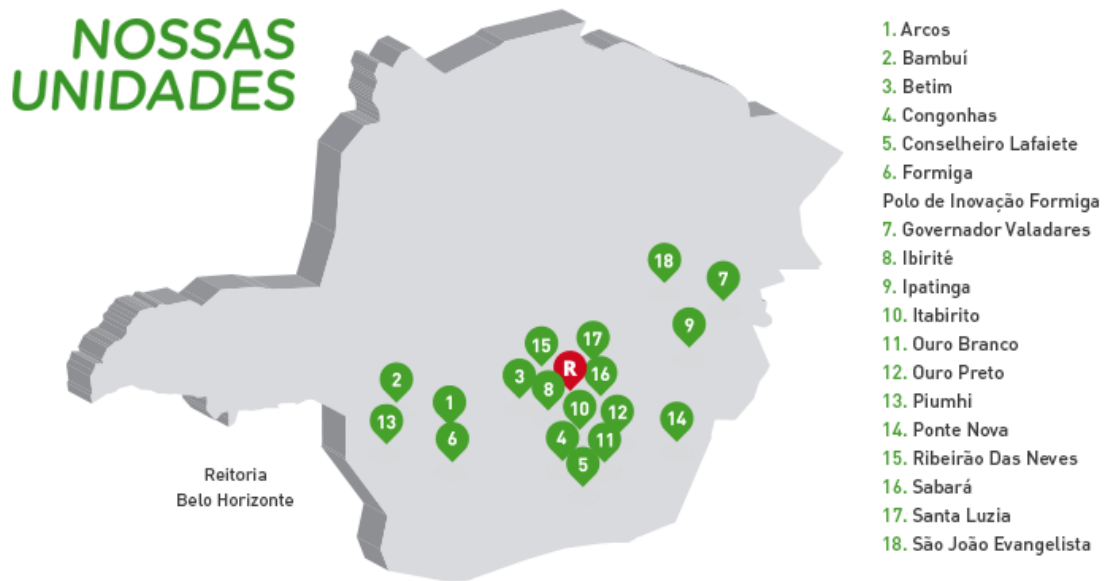 NOSSAS
UNIDADES
1. Arcos
2. Bambuí
3. Betim
4. Congonhas
5. Conselheiro Lafaiete
6. Formiga
Polo de Inovação Formiga
7. Governador Valadares
8. Ibirité
9. Ipatinga
10. Itabirito
11. Ouro Branco
12. Ouro Preto
13. Piumhi
14. Ponte Nova
15. Ribeirão Das Neves
16. Sabará
17. Santa Luzia
18. São João Evangelista
18
7
9
17
15
R
16
3
8
2
1
10
12
13
6
4
11
14
5
Reitoria
Belo Horizonte